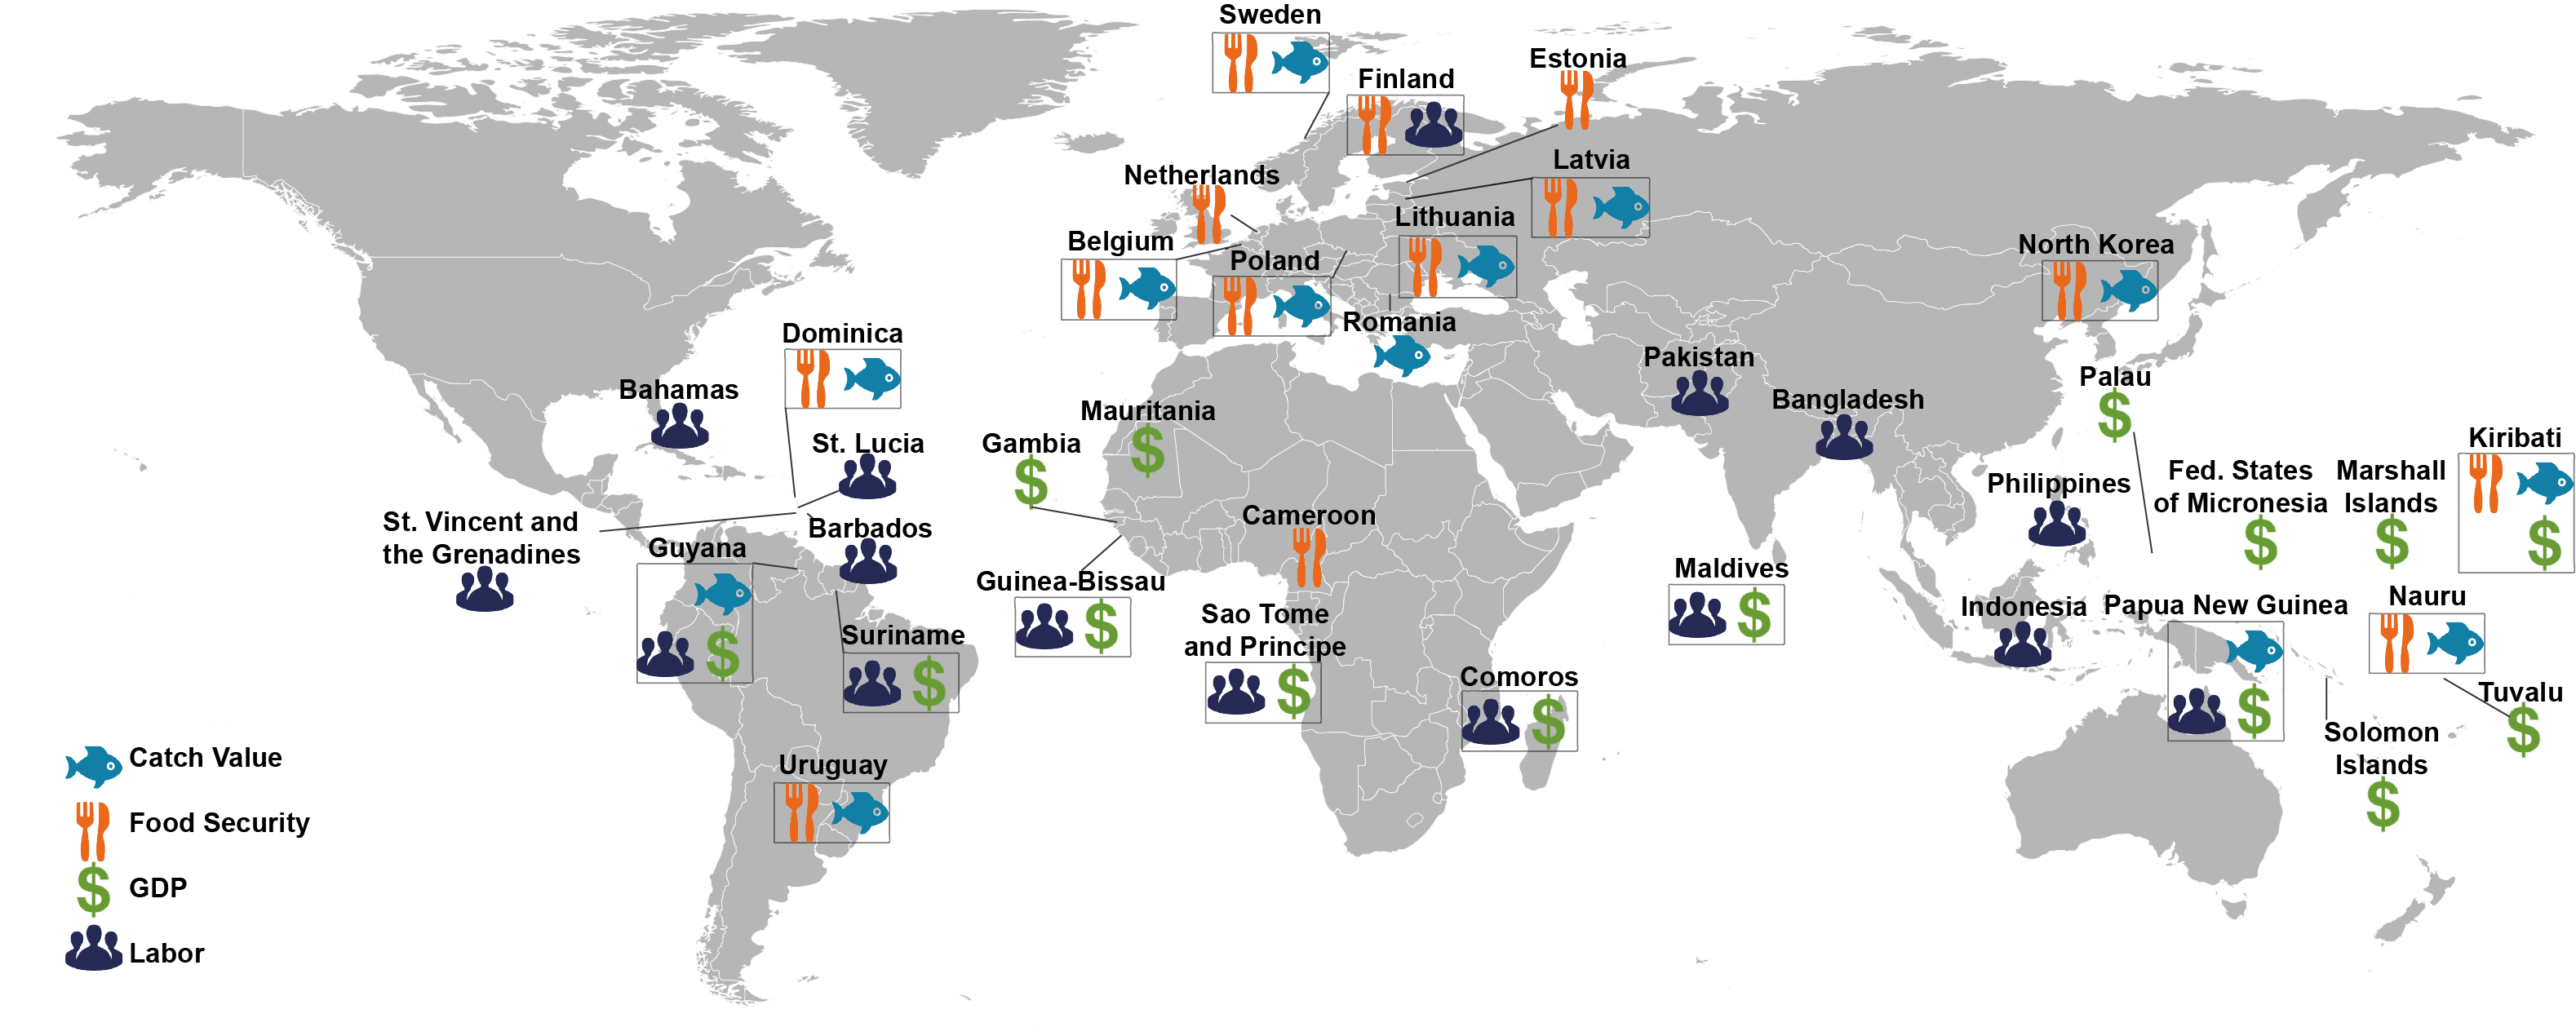 Sweden
Estonia
Finland
Latvia
Netherlands
Lithuania
Belgium
Poland
North Korea
Romania
Dominica
Pakistan
Palau
Bahamas
Bangladesh
Mauritania
St. Lucia
Gambia
Kiribati
Fed. States
of Micronesia
Marshall
Islands
Philippines
Cameroon
St. Vincent and
the Grenadines
Barbados
Guyana
Maldives
Guinea-Bissau
Nauru
Indonesia
Papua New Guinea
Sao Tome
and Principe
Suriname
Comoros
Tuvalu
Solomon
Islands
Uruguay
Catch Value
Food Security
GDP
Labor